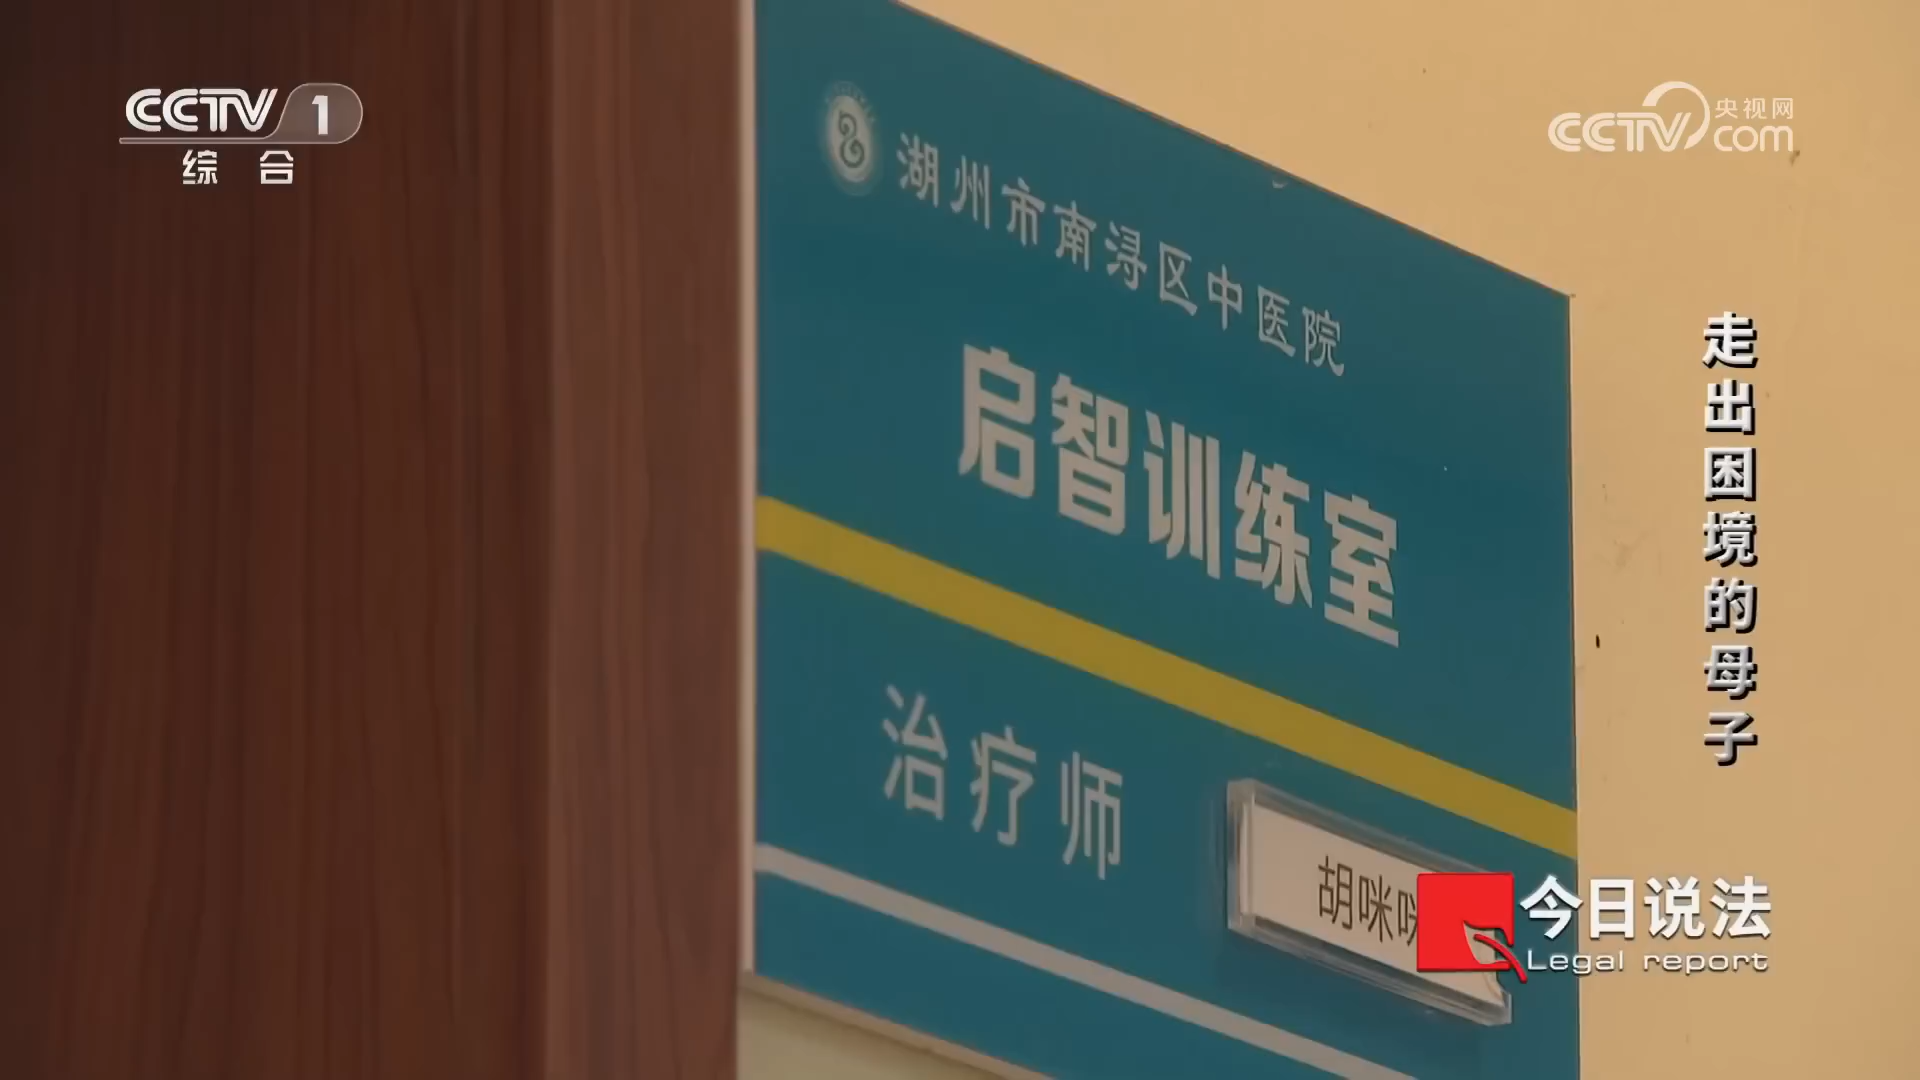 CCTV 1
综合
央视网
CCTV.com
湖州市南浔区中医院
启智训练室
治疗师
胡咪
走出困境的母子
今日说法
Legal report